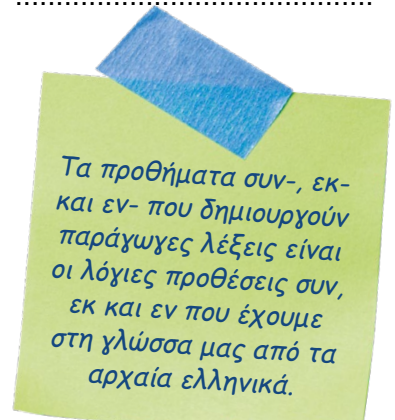 Τα προθήματα συν-, εκ-
και εν- που δημιουργούν
παράγωγες λέξεις είναι
οι λόγιες προθέσεις συν,
εκ και εν που έχουμε
στη γλώσσα μας από τα
αρχαία ελληνικά.